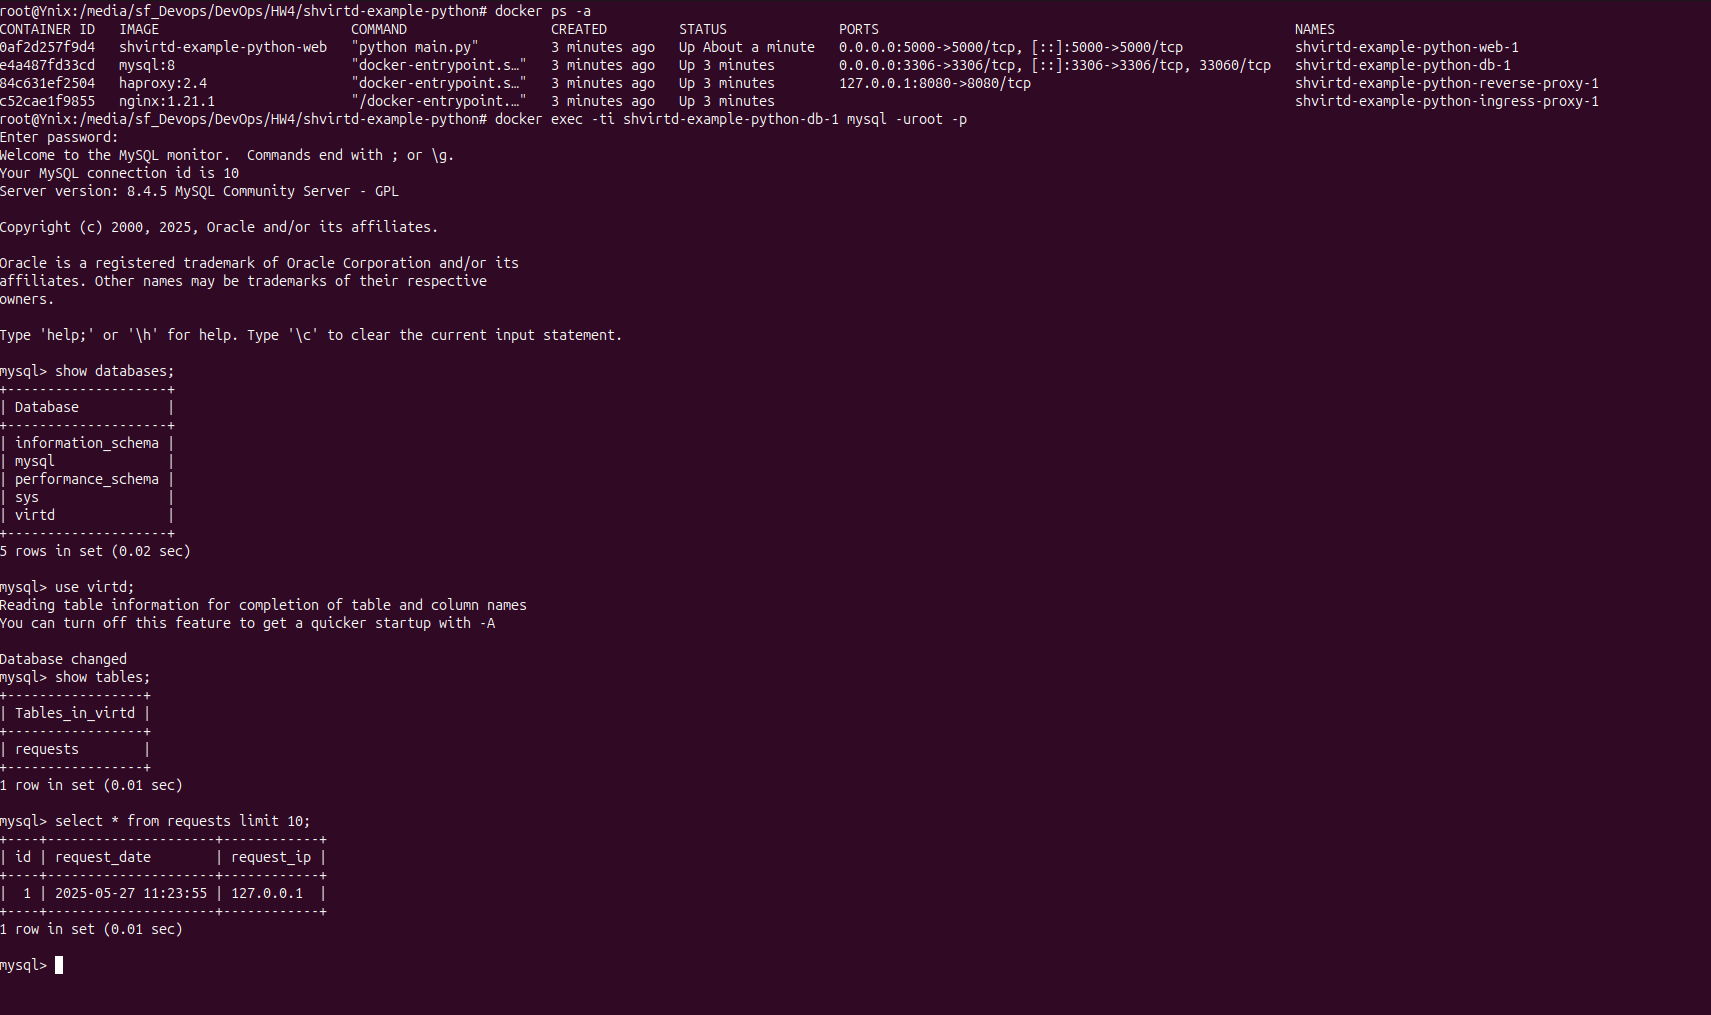 root@Ynix:/media/sf_Devops/DevOps/HW4/shvirtd-example-python# docker ps -a
CONTAINER ID   IMAGE                        COMMAND                  CREATED         STATUS              PORTS                                                    NAMES
0af2d257f9d4   shvirtd-example-python-web   "python main.py"         3 minutes ago   Up About a minute   0.0.0.0:5000->5000/tcp, [::]:5000->5000/tcp              shvirtd-example-python-web-1
e4a487fd33cd   mysql:8                      "docker-entrypoint.s…"   3 minutes ago   Up 3 minutes        0.0.0.0:3306->3306/tcp, [::]:3306->3306/tcp, 33060/tcp   shvirtd-example-python-db-1
84c631ef2504   haproxy:2.4                  "docker-entrypoint.s…"   3 minutes ago   Up 3 minutes        127.0.0.1:8080->8080/tcp                                 shvirtd-example-python-reverse-proxy-1
c52cae1f9855   nginx:1.21.1                 "/docker-entrypoint.…"   3 minutes ago   Up 3 minutes                                                                 shvirtd-example-python-ingress-proxy-1
root@Ynix:/media/sf_Devops/DevOps/HW4/shvirtd-example-python# docker exec -ti shvirtd-example-python-db-1 mysql -uroot -p
Enter password:
Welcome to the MySQL monitor.  Commands end with ; or \g.
Your MySQL connection id is 10
Server version: 8.4.5 MySQL Community Server - GPL

Copyright (c) 2000, 2025, Oracle and/or its affiliates.

Oracle is a registered trademark of Oracle Corporation and/or its
affiliates. Other names may be trademarks of their respective
owners.

Type 'help;' or '\h' for help. Type '\c' to clear the current input statement.

mysql> show databases;
+--------------------+
| Database           |
+--------------------+
| information_schema |
| mysql              |
| performance_schema |
| sys                |
| virtd              |
+--------------------+
5 rows in set (0.02 sec)

mysql> use virtd;
Reading table information for completion of table and column names
You can turn off this feature to get a quicker startup with -A

Database changed
mysql> show tables;
+-----------------+
| Tables_in_virtd |
+-----------------+
| requests        |
+-----------------+
1 row in set (0.01 sec)

mysql> select * from requests limit 10;
+----+---------------------+------------+
| id | request_date        | request_ip |
+----+---------------------+------------+
|  1 | 2025-05-27 11:23:55 | 127.0.0.1  |
+----+---------------------+------------+
1 row in set (0.01 sec)

mysql>